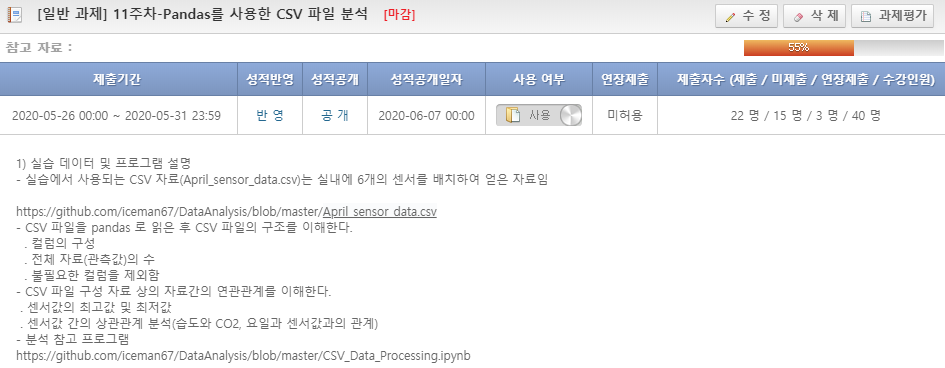 [일반 과제] 11주차-Pandas를 사용한 CSV 파일 분석 [마감] 수 정 삭 제 과제평가
참고 자료 : 55%
제출기간 성적반영 성적공개 성적공개일자 사용 여부 연장제출 제출자수 (제출 / 미제출 / 연장제출 / 수강인원)
2020-05-26 00:00 ~ 2020-05-31 23:59 반 영 공 개 2020-06-07 00:00 사용 미허용 22 명 / 15 명 / 3 명 / 40 명
1) 실습 데이터 및 프로그램 설명
- 실습에서 사용되는 CSV 자료(April_sensor_data.csv)는 실내에 6개의 센서를 배치하여 얻은 자료임
https://github.com/iceman67/DataAnalysis/blob/master/April_sensor_data.csv
- CSV 파일을 pandas 로 읽은 후 CSV 파일의 구조를 이해한다.
. 컬럼의 구성
. 전체 자료(관측값)의 수
. 불필요한 컬럼을 제외함
- CSV 파일 구성 자료 상의 자료간의 연관관계를 이해한다.
. 센서값의 최고값 및 최저값
. 센서값 간의 상관관계 분석(습도와 CO2, 요일과 센서값과의 관계)
- 분석 참고 프로그램
https://github.com/iceman67/DataAnalysis/blob/master/CSV_Data_Processing.ipynb